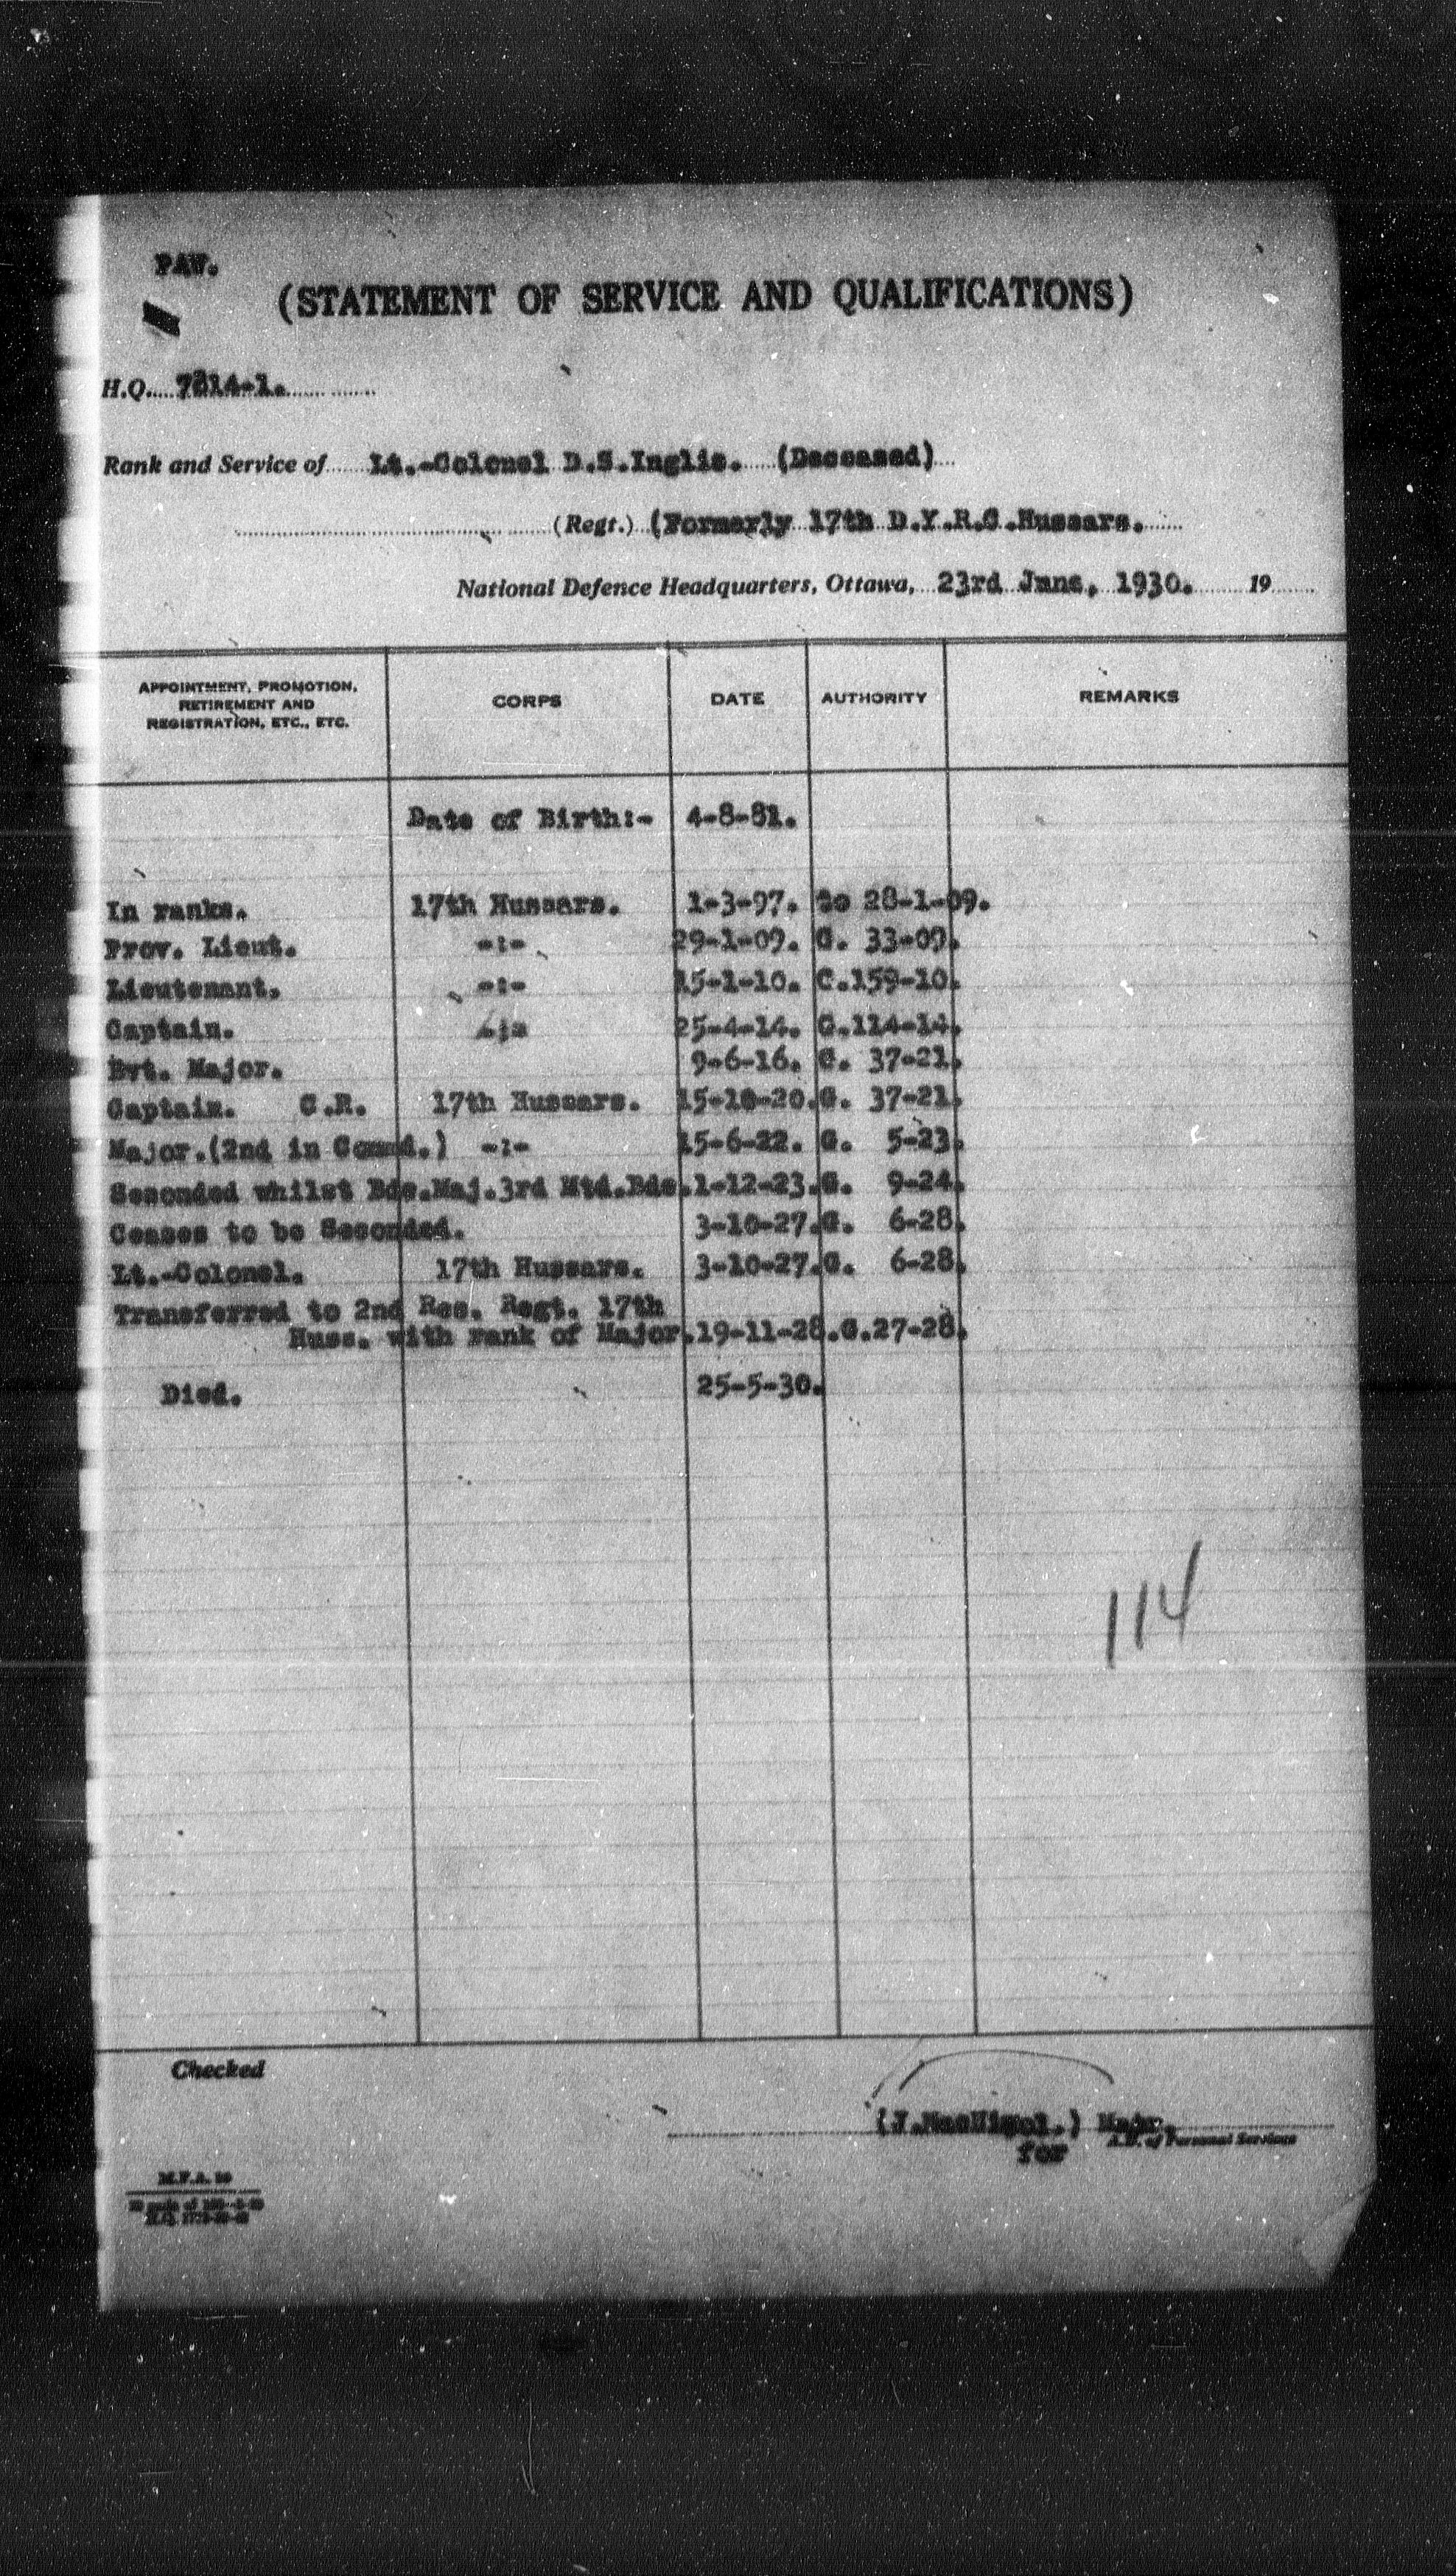 PAW.
(STATEMENT OF SERVICE AND QUALIFICATIONS)
H.Q. 7814-1.
Rank and Service of Lt.-Colonel D.S.Inglis. (Deceased)
(Regt.) (Formerly 17th D.Y.R.C.Hussars.
National Defence Headquarters, Ottawa, 23rd June, 1930. 19
APPOINTMENT, PROMOTION, RETIREMENT AND REGISTRATION, ETC., ETC. CORPS DATE AUTHORITY REMARKS
Date of Birth:- 4-8-81.
In ranks. 17th Hussars. 1-3-97. to 28-1-09.
Prov. Lieut. -:- 29-1-09. G. 33-09.
Lieutenant. -:- 15-1-10. G.159-10.
Captain. -:- 25-4-14. G.114-14.
Bvt. Major. 9-6-16. G. 37-21.
Captain. C.R. 17th Hussars. 15-10-20. G. 37-21.
Major.(2nd in Comnd.) -:- 15-6-22. G. 5-23.
Seconded whilst Bde.Maj.3rd Mtd.Bde. 1-12-23. G. 9-24.
Ceases to be Seconded. 3-10-27. G. 6-28.
Lt.-Colonel. 17th Hussars. 3-10-27. G. 6-28.
Transferred to 2nd Res. Regt. 17th
Huss. with rank of Major. 19-11-28. G.27-28.
Died. 25-5-30.
114
Checked
(J.MacNicol.) Major.
for A.D. of Personal Services
M.F.A.